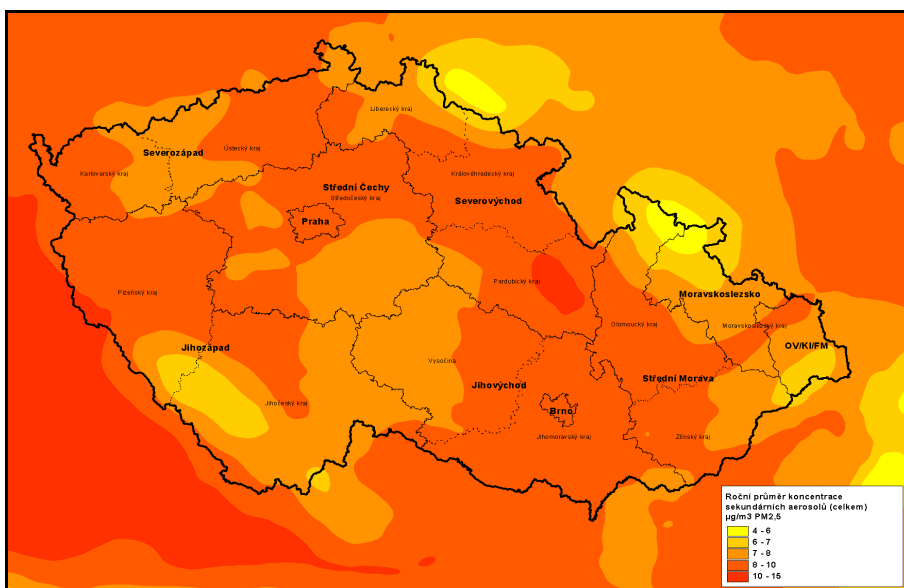 Liberecký kraj
Severozápad
Ústecký kraj
Karlovarský kraj
Královéhradecký kraj
Střední Čechy
Středočeský kraj
Severovýchod
Praha
Pardubický kraj
Plzeňský kraj
Moravskoslezsko
Olomoucký kraj
Moravskoslezský kraj
OV/KI/FM
Jihozápad
Vysočina
Jihovýchod
Střední Morava
Jihočeský kraj
Brno
Jihomoravský kraj
Zlínský kraj
Roční průměr koncentrace
sekundárních aerosolů (celkem)
µg/m3 PM2,5
4 - 6
6 - 7
7 - 8
8 - 10
10 - 15